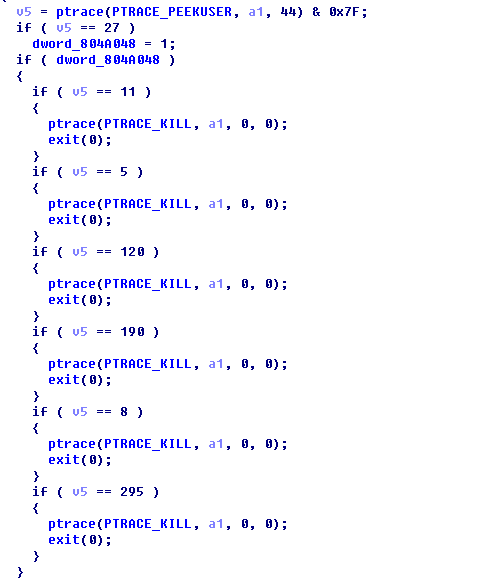 v5 = ptrace(PTRACE_PEEKUSER, a1, 44) & 0x7F;
if ( v5 == 27 )
dword_804A048 = 1;
if ( dword_804A048 )
{
if ( v5 == 11 )
{
ptrace(PTRACE_KILL, a1, 0, 0);
exit(0);
}
if ( v5 == 5 )
{
ptrace(PTRACE_KILL, a1, 0, 0);
exit(0);
}
if ( v5 == 120 )
{
ptrace(PTRACE_KILL, a1, 0, 0);
exit(0);
}
if ( v5 == 190 )
{
ptrace(PTRACE_KILL, a1, 0, 0);
exit(0);
}
if ( v5 == 8 )
{
ptrace(PTRACE_KILL, a1, 0, 0);
exit(0);
}
if ( v5 == 295 )
{
ptrace(PTRACE_KILL, a1, 0, 0);
exit(0);
}
}